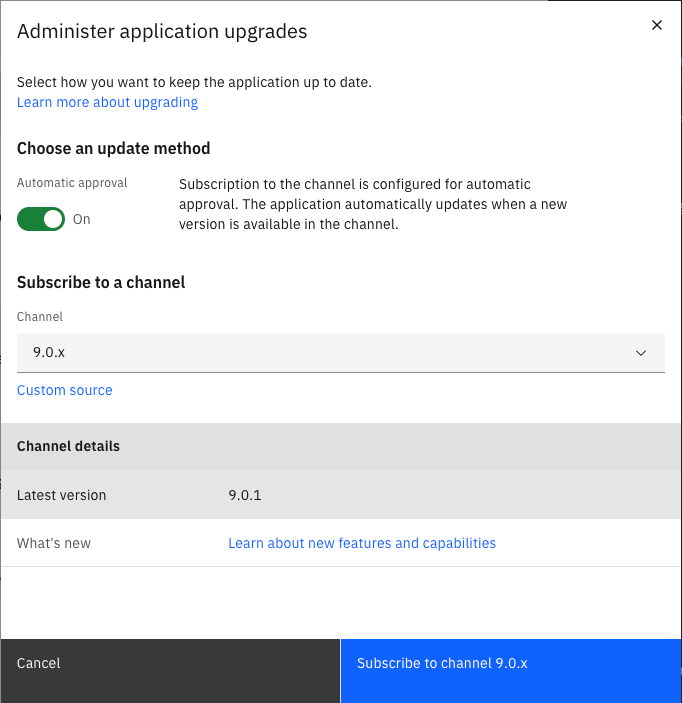 Administer application upgrades
Select how you want to keep the application up to date.
Learn more about upgrading
Choose an update method
Automatic approval
On
Subscription to the channel is configured for automatic
approval. The application automatically updates when a new
version is available in the channel.
Subscribe to a channel
Channel
9.0.x
Custom source
Channel details
Latest version 9.0.1
What's new Learn about new features and capabilities
Cancel Subscribe to channel 9.0.x